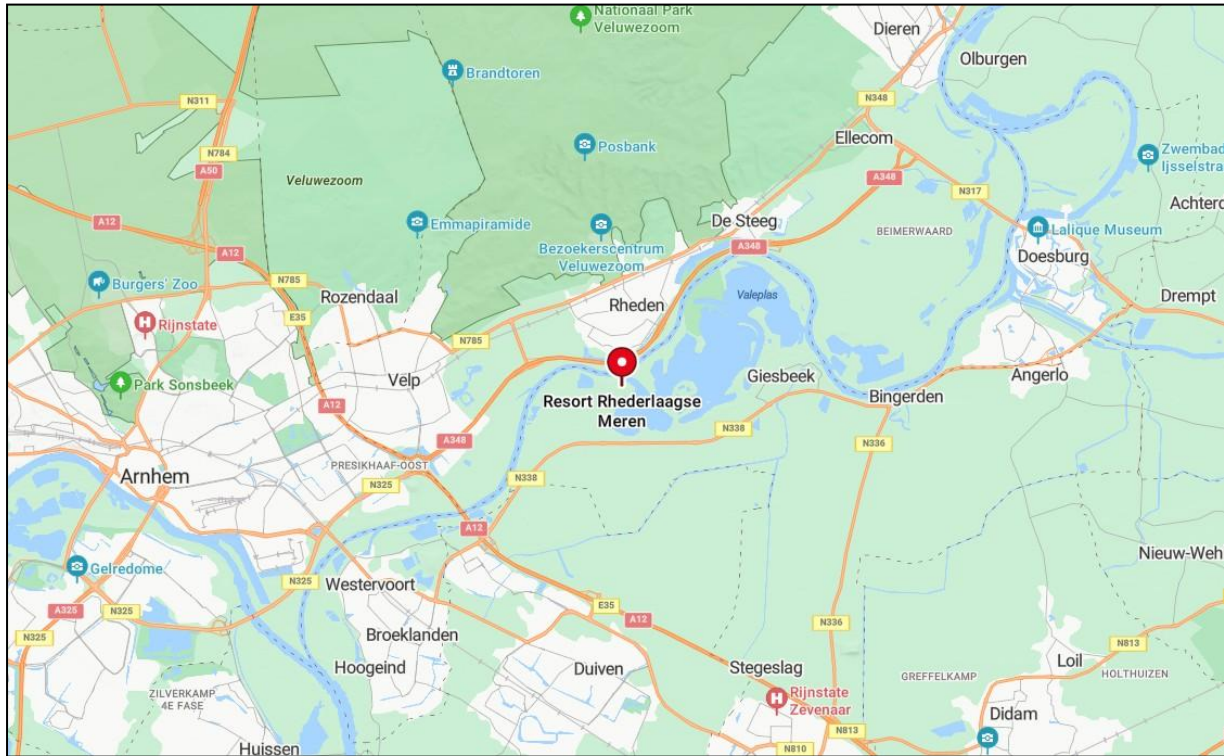 Nationaal Park
Veluwezoom
Dieren
Olburgen
Brandtoren
N311
N348
Ellecom
Posbank
N784
A50
Zwembad
Ijsselstra
Veluwezoom
A348
N317
Achterd
A12
Emmapiramide
De Steeg
Bezoekerscentrum
Veluwezoom
A348
BEIMERWAARD
Lalique Museum
Doesburg
A12
Burgers' Zoo
N785
Rozendaal
Valeplas
Drempt
Rheden
E35
Rijnstate
N785
Velp
Giesbeek
Angerlo
Park Sonsbeek
Resort Rhederlaagse
Meren
Bingerden
A12
N338
A348
N336
PRESIKHAAF-OOST
Arnhem
N325
N338
A12
Nieuw-Weh
Gelredome
N325
Westervoort
A325
N325
E35
A12
N336
N325
Broeklanden
N813
Hoogeind
Duiven
Stegeslag
Loil
GREFFELKAMP
HOLTHUIZEN
ZILVERKAMP
4E FASE
Rijnstate
Zevenaar
Didam
N813
Huissen
N810